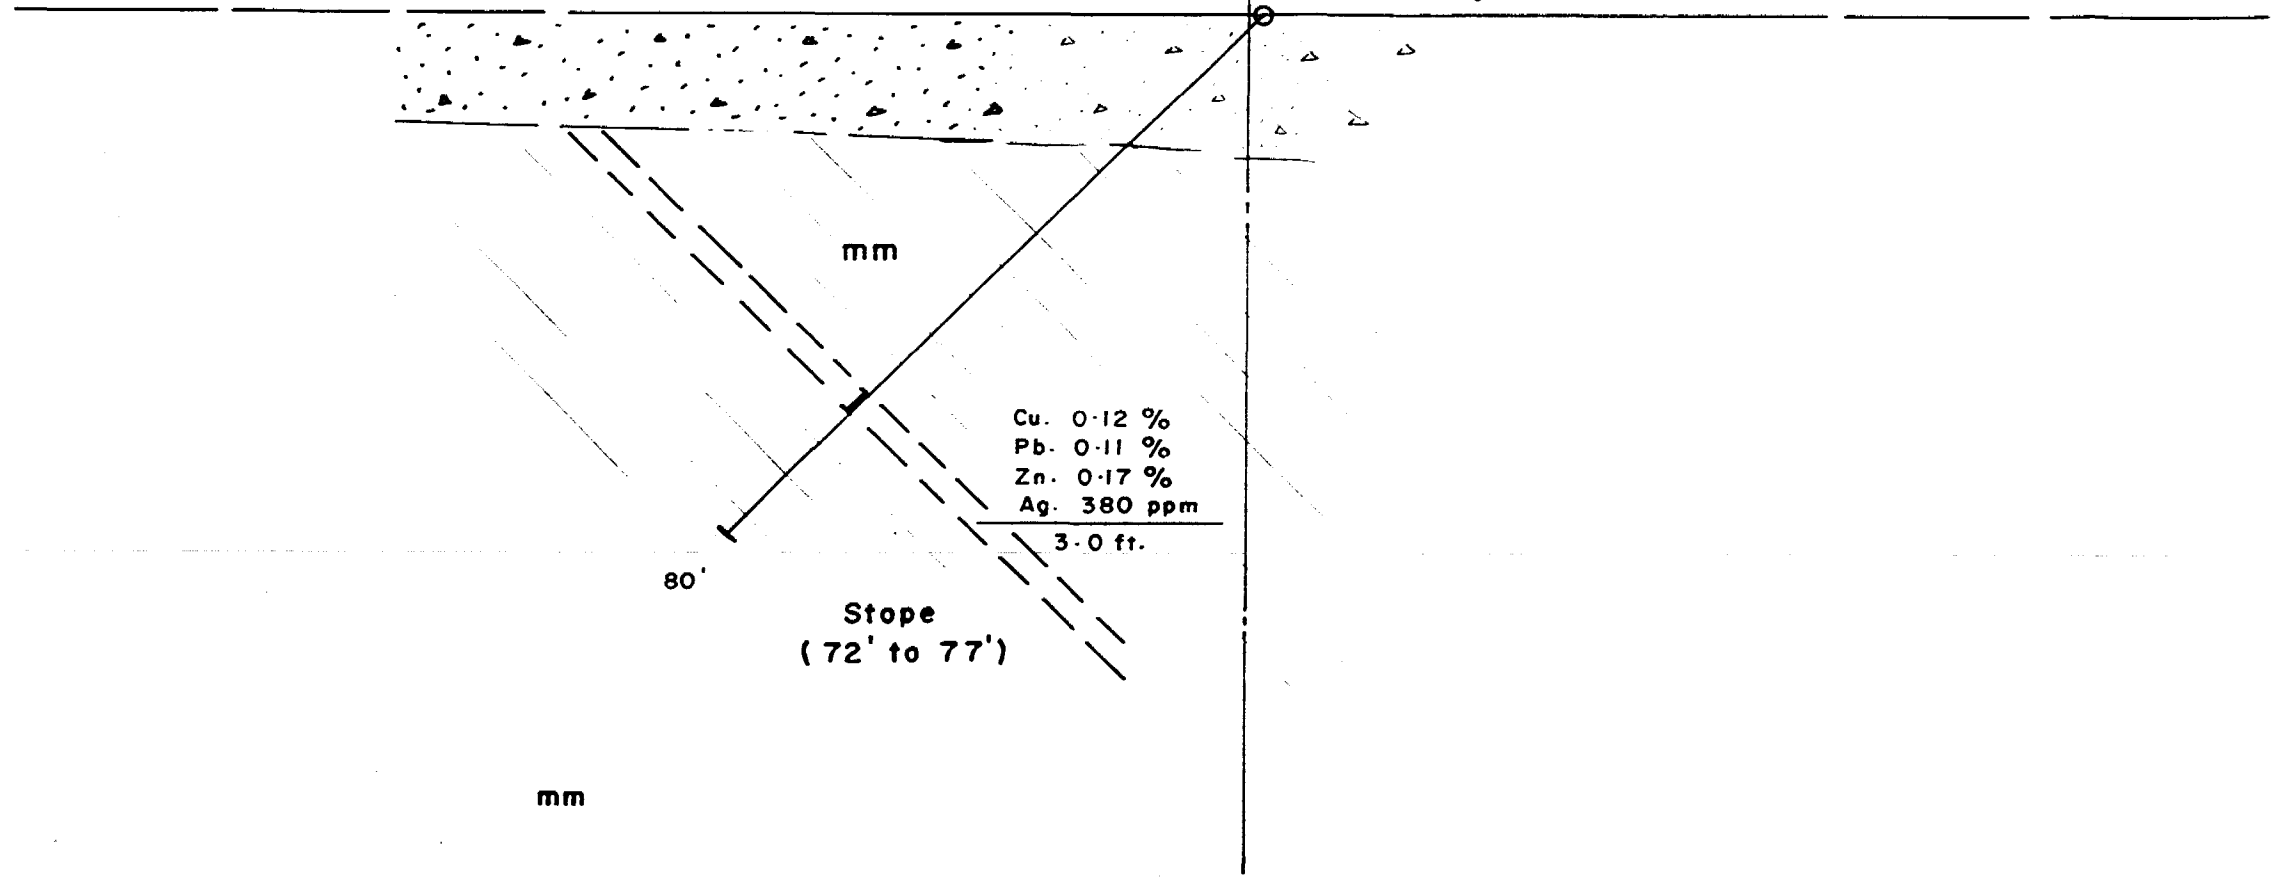 mm
Cu. 0·12 %
Pb. 0·11 %
Zn. 0·17 %
Ag. 380 ppm
3·0 ft.
80'
Stope
(72' to 77')
mm